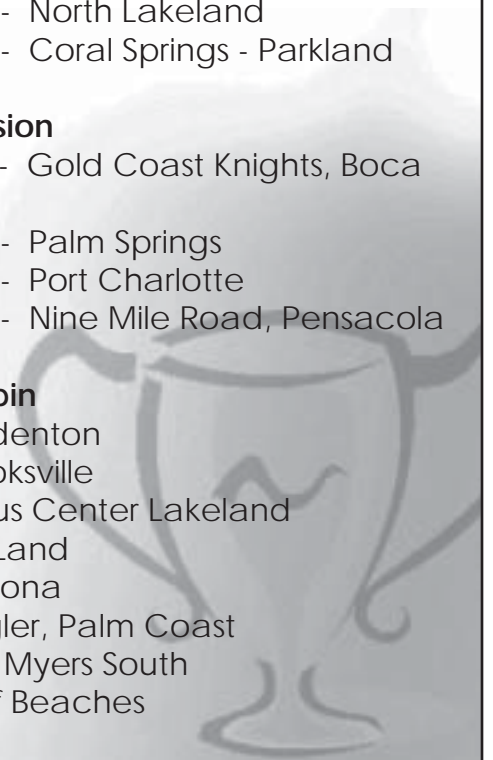 - North Lakeland
- Coral Springs - Parkland
sion
- Gold Coast Knights, Boca
- Palm Springs
- Port Charlotte
- Nine Mile Road, Pensacola
oin
denton
oksville
us Center Lakeland
Land
ona
ler, Palm Coast
Myers South
f Beaches